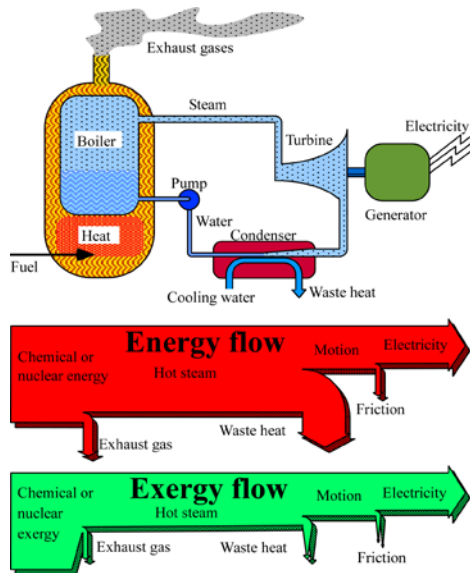 Exhaust gases
Steam
Electricity
Turbine
Boiler
Pump
Generator
Water
Heat
Condenser
Fuel
Cooling water
Waste heat
Energy flow
Chemical or
nuclear energy
Hot steam
Motion
Electricity
Friction
Waste heat
Exhaust gas
Exergy flow
Chemical or
nuclear
exergy
Hot steam
Motion
Electricity
Exhaust gas
Waste heat
Friction